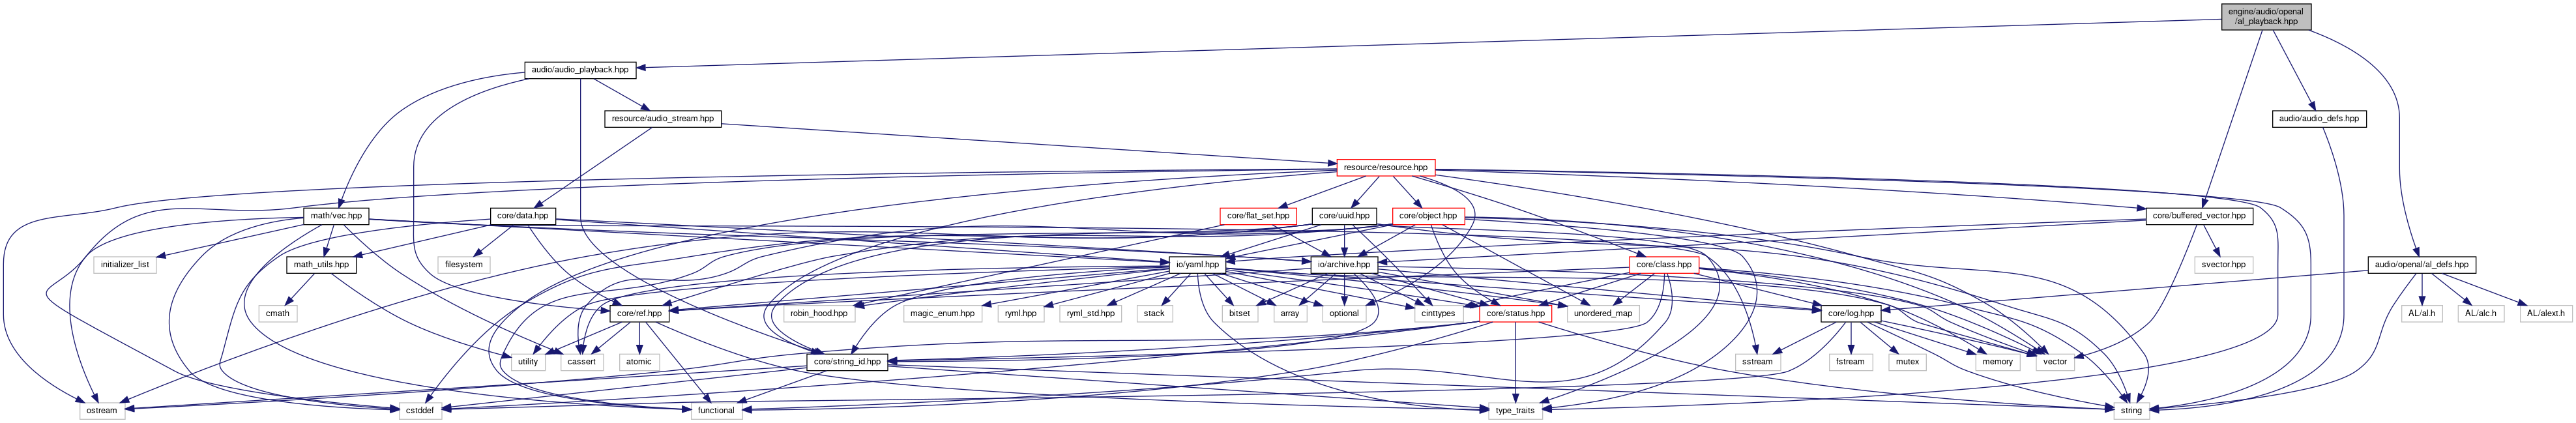 engine/audio/openal
/al_playback.hpp
audio/audio_playback.hpp
resource/audio_stream.hpp
audio/audio_defs.hpp
resource/resource.hpp
math/vec.hpp
core/data.hpp
core/flat_set.hpp
core/uuid.hpp
core/object.hpp
core/buffered_vector.hpp
initializer_list
math_utils.hpp
filesystem
io/yaml.hpp
io/archive.hpp
core/class.hpp
svector.hpp
audio/openal/al_defs.hpp
cmath
core/ref.hpp
robin_hood.hpp
magic_enum.hpp
ryml.hpp
ryml_std.hpp
stack
bitset
array
optional
cinttypes
core/status.hpp
unordered_map
core/log.hpp
AL/al.h
AL/alc.h
AL/alext.h
utility
cassert
atomic
core/string_id.hpp
sstream
fstream
mutex
memory
vector
ostream
cstddef
functional
type_traits
string